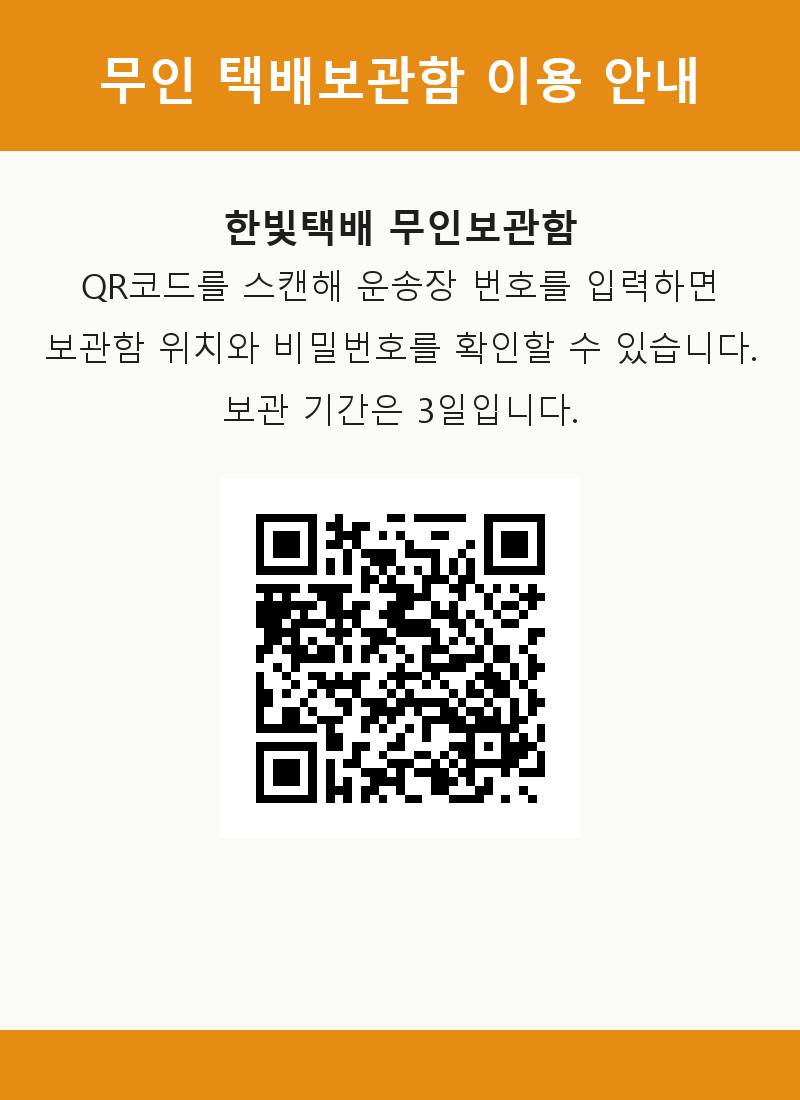 무인 택배보관함 이용 안내
한빛택배 무인보관함
QR코드를 스캔해 운송장 번호를 입력하면
보관함 위치와 비밀번호를 확인할 수 있습니다.
보관 기간은 3일입니다.